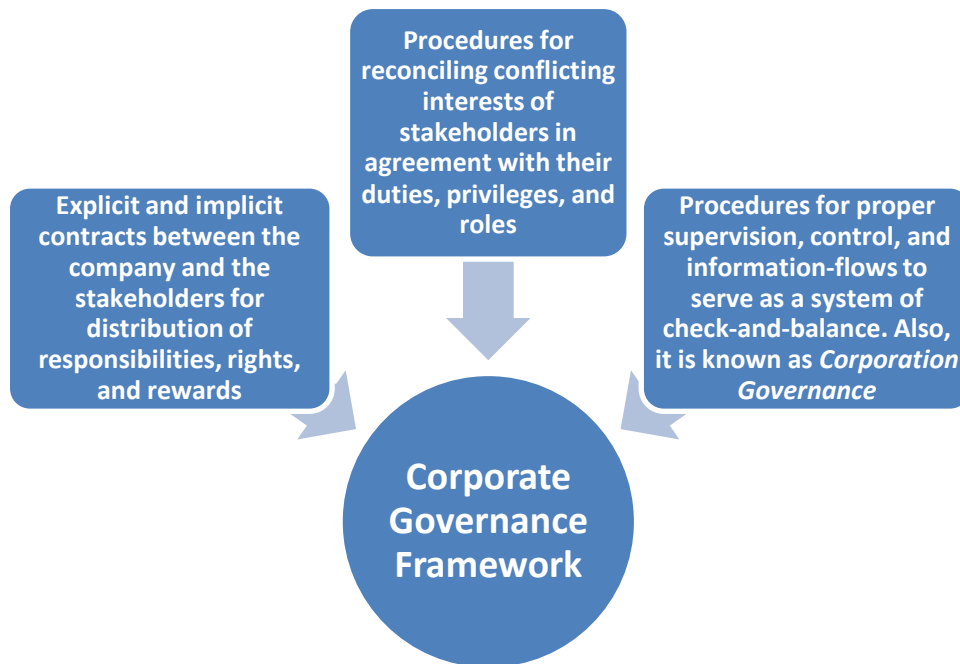 Procedures for
reconciling conflicting
interests of
stakeholders in
agreement with their
duties, privileges, and
roles
Explicit and implicit
contracts between the
company and the
stakeholders for
distribution of
responsibilities, rights,
and rewards
Procedures for proper
supervision, control, and
information-flows to
serve as a system of
check-and-balance. Also,
it is known as Corporation
Governance
Corporate
Governance
Framework